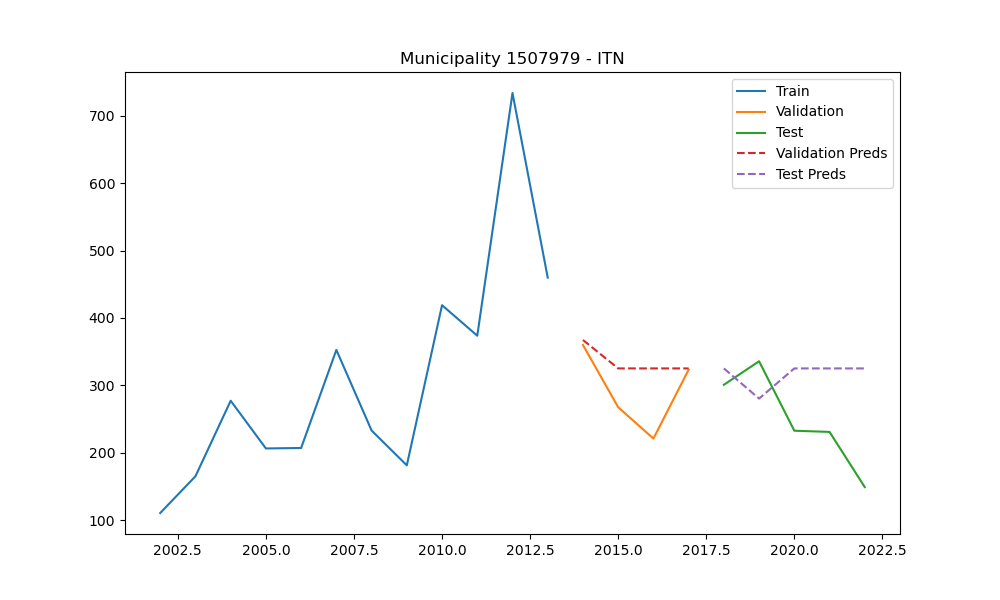 Municipality 1507979 - ITN
Train
Validation
Test
Validation Preds
Test Preds
700
600
500
400
300
200
100
2002.5 2005.0 2007.5 2010.0 2012.5 2015.0 2017.5 2020.0 2022.5